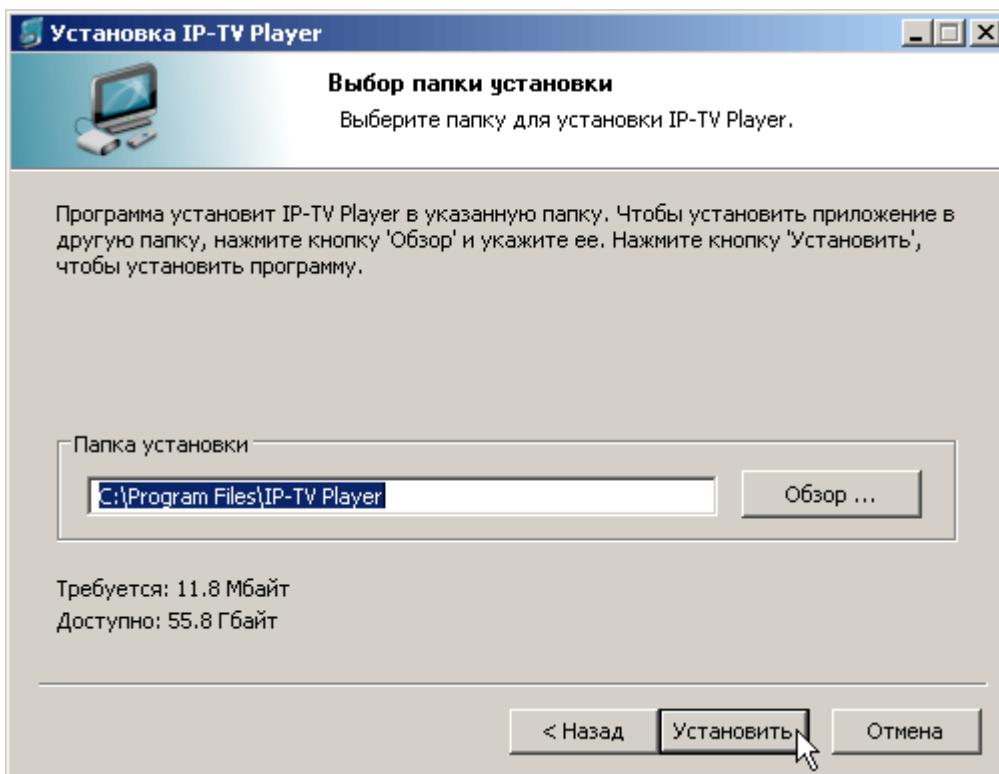 Установка IP-TV Player
Выбор папки установки
Выберите папку для установки IP-TV Player.
Программа установит IP-TV Player в указанную папку. Чтобы установить приложение в
другую папку, нажмите кнопку 'Обзор' и укажите ее. Нажмите кнопку 'Установить',
чтобы установить программу.
Папка установки
C:\Program Files\IP-TV Player
Обзор ...
Требуется: 11.8 Мбайт
Доступно: 55.8 Гбайт
< Назад
Установить
Отмена